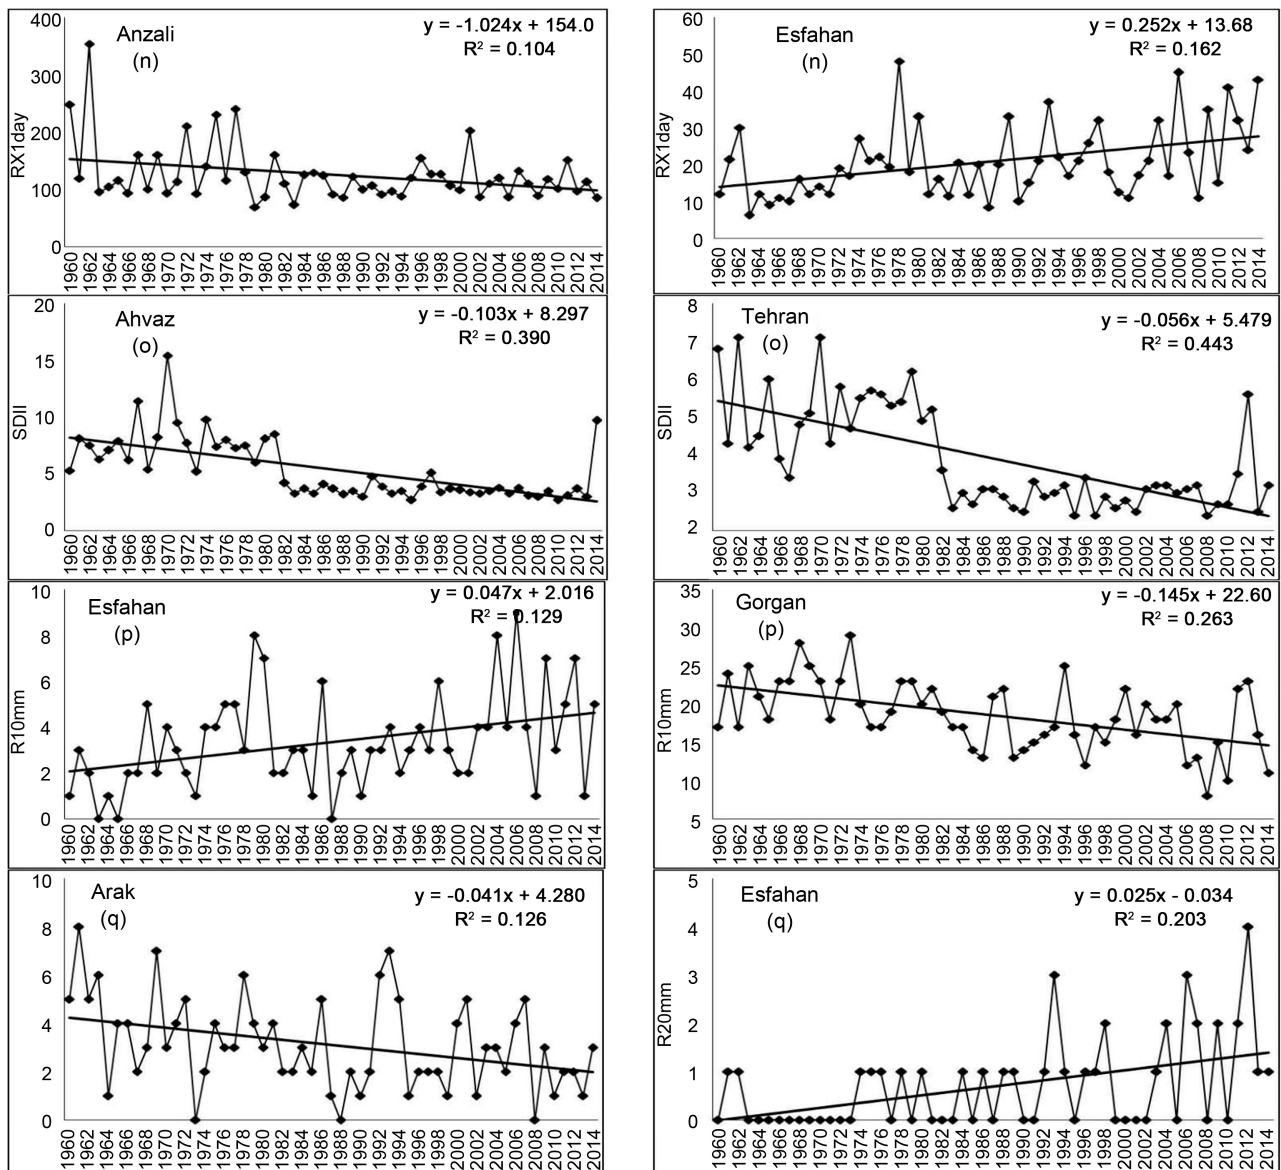 Anzali
(n)
y = -1.024x + 154.0
R² = 0.104
RX1day
400
300
200
100
0
1960 1962 1964 1966 1968 1970 1972 1974 1976 1978 1980 1982 1984 1986 1988 1990 1992 1994 1996 1998 2000 2002 2004 2006 2008 2010 2012 2014
Esfahan
(n)
y = 0.252x + 13.68
R² = 0.162
RX1day
60
50
40
30
20
10
0
1960 1962 1964 1966 1968 1970 1972 1974 1976 1978 1980 1982 1984 1986 1988 1990 1992 1994 1996 1998 2000 2002 2004 2006 2008 2010 2012 2014
Ahvaz
(o)
y = -0.103x + 8.297
R² = 0.390
SDII
20
15
10
5
0
1960 1962 1964 1966 1968 1970 1972 1974 1976 1978 1980 1982 1984 1986 1988 1990 1992 1994 1996 1998 2000 2002 2004 2006 2008 2010 2012 2014
Tehran
(o)
y = -0.056x + 5.479
R² = 0.443
SDII
8
7
6
5
4
3
2
1960 1962 1964 1966 1968 1970 1972 1974 1976 1978 1980 1982 1984 1986 1988 1990 1992 1994 1996 1998 2000 2002 2004 2006 2008 2010 2012 2014
Esfahan
(p)
y = 0.047x + 2.016
R² = 0.129
R10mm
10
8
6
4
2
0
1960 1962 1964 1966 1968 1970 1972 1974 1976 1978 1980 1982 1984 1986 1988 1990 1992 1994 1996 1998 2000 2002 2004 2006 2008 2010 2012 2014
Gorgan
(p)
y = -0.145x + 22.60
R² = 0.263
R10mm
35
30
25
20
15
10
5
1960 1962 1964 1966 1968 1970 1972 1974 1976 1978 1980 1982 1984 1986 1988 1990 1992 1994 1996 1998 2000 2002 2004 2006 2008 2010 2012 2014
Arak
(q)
y = -0.041x + 4.280
R² = 0.126
10
8
6
4
2
0
1960 1962 1964 1966 1968 1970 1972 1974 1976 1978 1980 1982 1984 1986 1988 1990 1992 1994 1996 1998 2000 2002 2004 2006 2008 2010 2012 2014
Esfahan
(q)
y = 0.025x - 0.034
R² = 0.203
R20mm
5
4
3
2
1
0
1960 1962 1964 1966 1968 1970 1972 1974 1976 1978 1980 1982 1984 1986 1988 1990 1992 1994 1996 1998 2000 2002 2004 2006 2008 2010 2012 2014